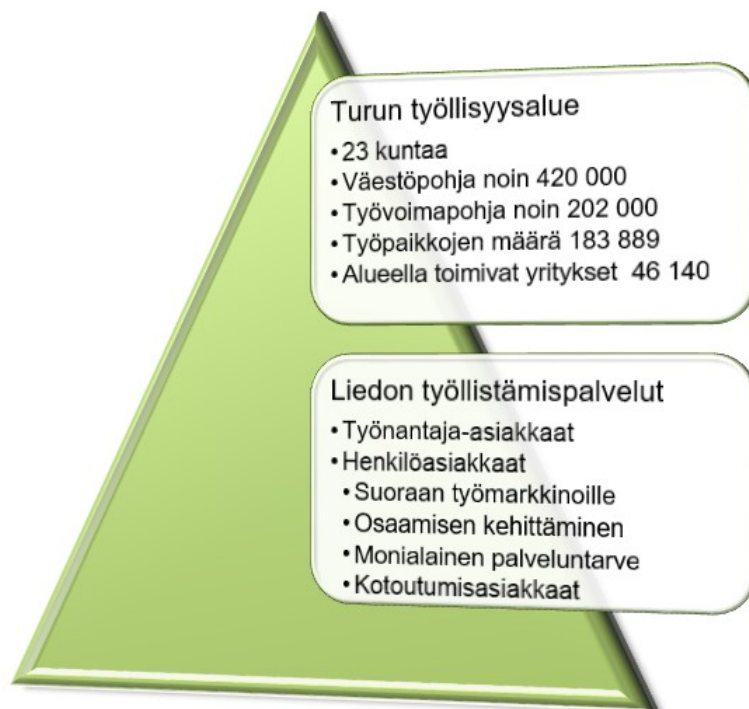 Turun työllisyysalue
• 23 kuntaa
• Väestöpohja noin 420 000
• Työvoimapohja noin 202 000
• Työpaikkojen määrä 183 889
• Alueella toimivat yritykset 46 140
Liedon työllistämispalvelut
• Työnantaja-asiakkaat
• Henkilöasiakkaat
• Suoraan työmarkkinoille
• Osaamisen kehittäminen
• Monialainen palveluntarve
• Kotoutumisasiakkaat